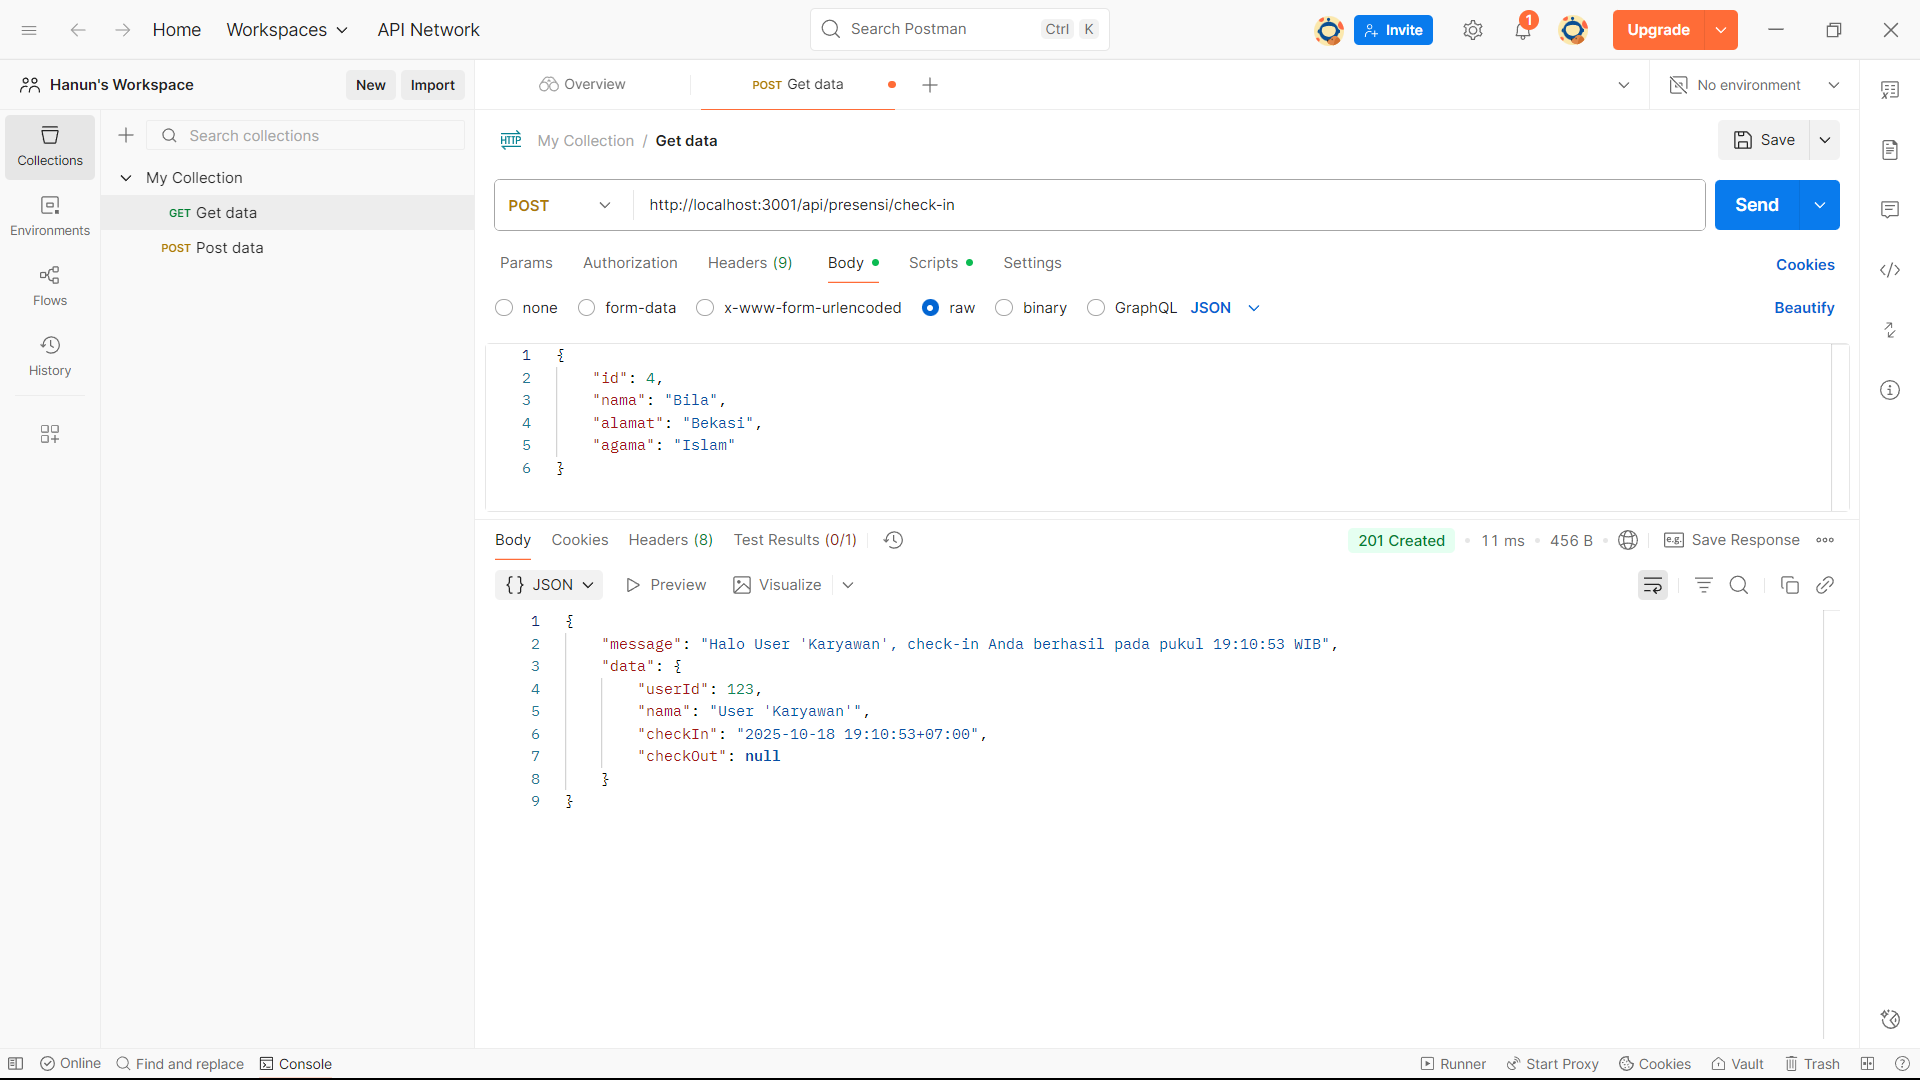 Home
Workspaces
API Network
Search Postman
Ctrl K
Invite
1
Upgrade
Hanun's Workspace
New
Import
Overview
POST Get data
No environment
Collections
Environments
Flows
History
Search collections
My Collection
GET Get data
POST Post data
HTTP
My Collection / Get data
Save
POST
http://localhost:3001/api/presensi/check-in
Send
Params
Authorization
Headers (9)
Body
Scripts
Settings
Cookies
none
form-data
x-www-form-urlencoded
raw
binary
GraphQL
JSON
Beautify
1 {
2 "id": 4,
3 "nama": "Bila",
4 "alamat": "Bekasi",
5 "agama": "Islam"
6 }
Body
Cookies
Headers (8)
Test Results (0/1)
201 Created
11 ms
456 B
e.g.
Save Response
{} JSON
Preview
Visualize
1 {
2 "message": "Halo User 'Karyawan', check-in Anda berhasil pada pukul 19:10:53 WIB",
3 "data": {
4 "userId": 123,
5 "nama": "User 'Karyawan'",
6 "checkIn": "2025-10-18 19:10:53+07:00",
7 "checkOut": null
8 }
9 }
Online
Find and replace
Console
Runner
Start Proxy
Cookies
Vault
Trash